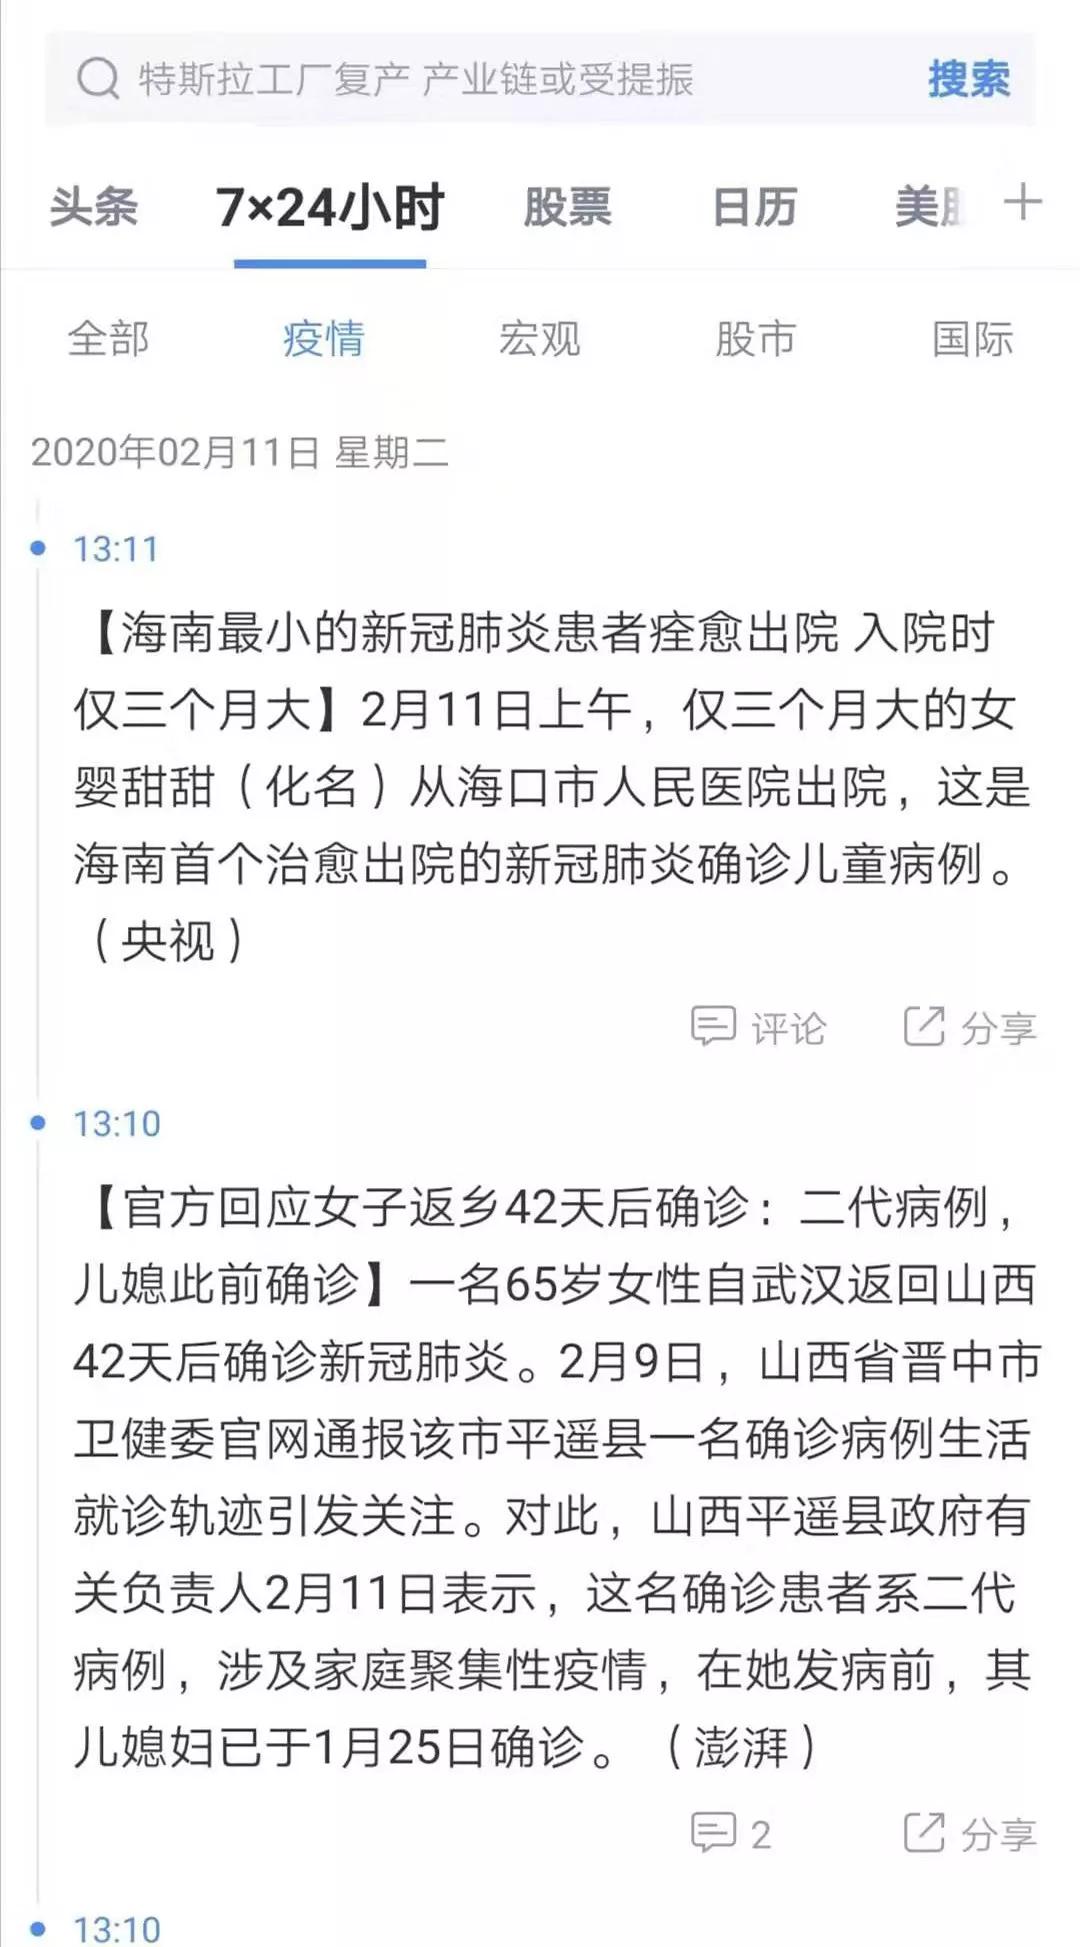 特斯拉工厂复产 产业链或受提振 搜索
头条 7×24小时 股票 日历 美
全部 疫情 宏观 股市 国际
2020年02月11日 星期二
13:11
【海南最小的新冠肺炎患者痊愈出院 入院时
仅三个月大】2月11日上午，仅三个月大的女
婴甜甜（化名）从海口市人民医院出院，这是
海南首个治愈出院的新冠肺炎确诊儿童病例。
（央视）
评论 分享
13:10
【官方回应女子返乡42天后确诊：二代病例，
儿媳此前确诊】一名65岁女性自武汉返回山西
42天后确诊新冠肺炎。2月9日，山西省晋中市
卫健委官网通报该市平遥县一名确诊病例生活
就诊轨迹引发关注。对此，山西平遥县政府有
关负责人2月11日表示，这名确诊患者系二代
病例，涉及家庭聚集性疫情，在她发病前，其
儿媳妇已于1月25日确诊。（澎湃）
2 分享
13:10